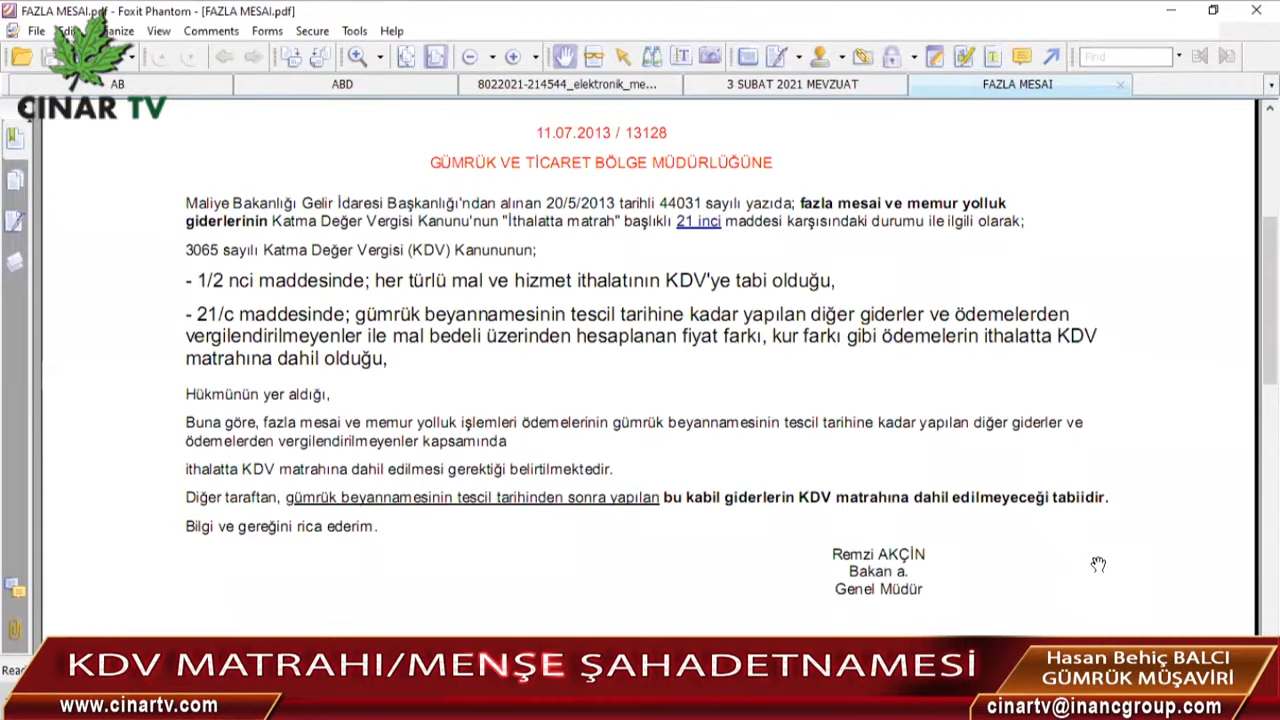 FAZLA MESAI.pdf - Foxit Phantom - [FAZLA MESAI.pdf]
File Edit Organize View Comments Forms Secure Tools Help
Find
AB ABD 8022021-214544_elektronik_me... 3 SUBAT 2021 MEVZUAT FAZLA MESAI
ÇINAR TV
11.07.2013 / 13128
GÜMRÜK VE TİCARET BÖLGE MÜDÜRLÜĞÜNE
Maliye Bakanlığı Gelir İdaresi Başkanlığı'ndan alınan 20/5/2013 tarihli 44031 sayılı yazıda; fazla mesai ve memur yolluk
giderlerinin Katma Değer Vergisi Kanunu'nun "İthalatta matrah" başlıklı 21 inci maddesi karşısındaki durumu ile ilgili olarak;
3065 sayılı Katma Değer Vergisi (KDV) Kanununun;
- 1/2 nci maddesinde; her türlü mal ve hizmet ithalatının KDV'ye tabi olduğu,
- 21/c maddesinde; gümrük beyannamesinin tescil tarihine kadar yapılan diğer giderler ve ödemelerden
vergilendirilmeyenler ile mal bedeli üzerinden hesaplanan fiyat farkı, kur farkı gibi ödemelerin ithalatta KDV
matrahına dahil olduğu,
Hükmünün yer aldığı,
Buna göre, fazla mesai ve memur yolluk işlemleri ödemelerinin gümrük beyannamesinin tescil tarihine kadar yapılan diğer giderler ve
ödemelerden vergilendirilmeyenler kapsamında
ithalatta KDV matrahına dahil edilmesi gerektiği belirtilmektedir.
Diğer taraftan, gümrük beyannamesinin tescil tarihinden sonra yapılan bu kabil giderlerin KDV matrahına dahil edilmeyeceği tabiidir.
Bilgi ve gereğini rica ederim.
Remzi AKÇİN
Bakan a.
Genel Müdür
KDV MATRAHI/MENŞE ŞAHADETNAMESİ
Hasan Behiç BALCI
GÜMRÜK MÜŞAVİRİ
www.cinartv.com
cinartv@inancgroup.com